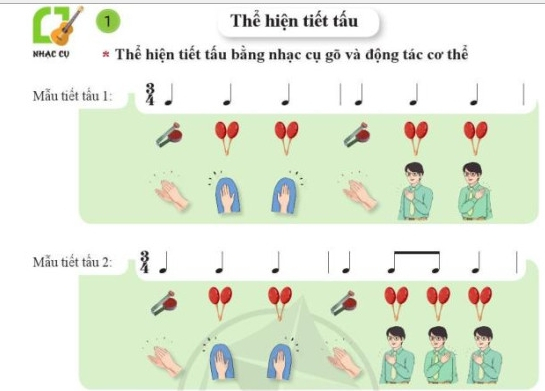 1
Thể hiện tiết tấu
NHẠC CỤ
* Thể hiện tiết tấu bằng nhạc cụ gõ và động tác cơ thể
Mẫu tiết tấu 1:
3
4
Mẫu tiết tấu 2:
3
4